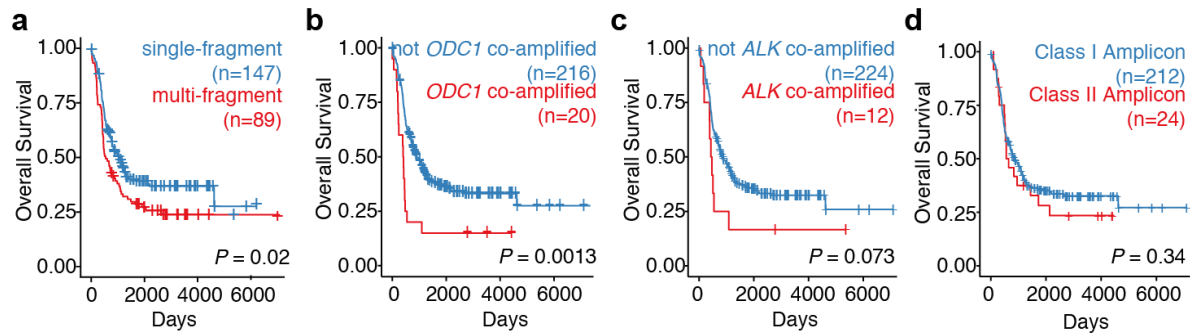 a
Overall Survival
1.00
0.75
0.50
0.25
0.00
single-fragment
(n=147)
multi-fragment
(n=89)
P = 0.02
0 2000 4000 6000
Days
b
Overall Survival
1.00
0.75
0.50
0.25
0.00
not ODC1 co-amplified
(n=216)
ODC1 co-amplified
(n=20)
P = 0.0013
0 2000 4000 6000
Days
c
Overall Survival
1.00
0.75
0.50
0.25
0.00
not ALK co-amplified
(n=224)
ALK co-amplified
(n=12)
P = 0.073
0 2000 4000 6000
Days
d
Overall Survival
1.00
0.75
0.50
0.25
0.00
Class I Amplicon
(n=212)
Class II Amplicon
(n=24)
P = 0.34
0 2000 4000 6000
Days